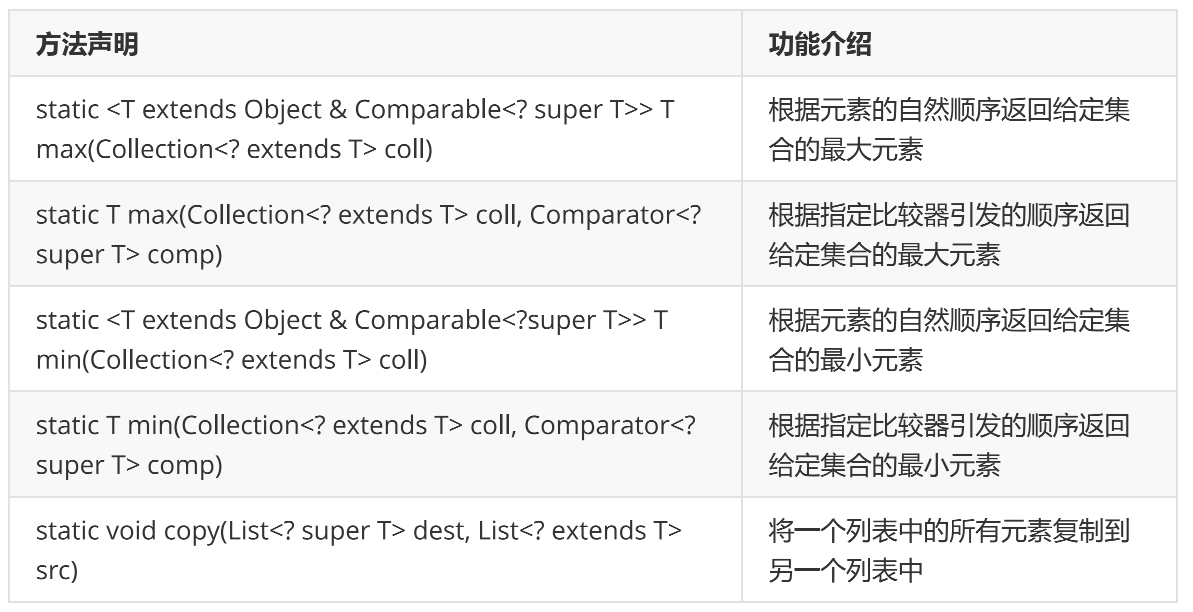 方法声明
功能介绍
static <T extends Object & Comparable<? super T>> T
max(Collection<? extends T> coll)
根据元素的自然顺序返回给定集
合的最大元素
static T max(Collection<? extends T> coll, Comparator<?
super T> comp)
根据指定比较器引发的顺序返回
给定集合的最大元素
static <T extends Object & Comparable<?super T>> T
min(Collection<? extends T> coll)
根据元素的自然顺序返回给定集
合的最小元素
static T min(Collection<? extends T> coll, Comparator<?
super T> comp)
根据指定比较器引发的顺序返回
给定集合的最小元素
static void copy(List<? super T> dest, List<? extends T>
src)
将一个列表中的所有元素复制到
另一个列表中